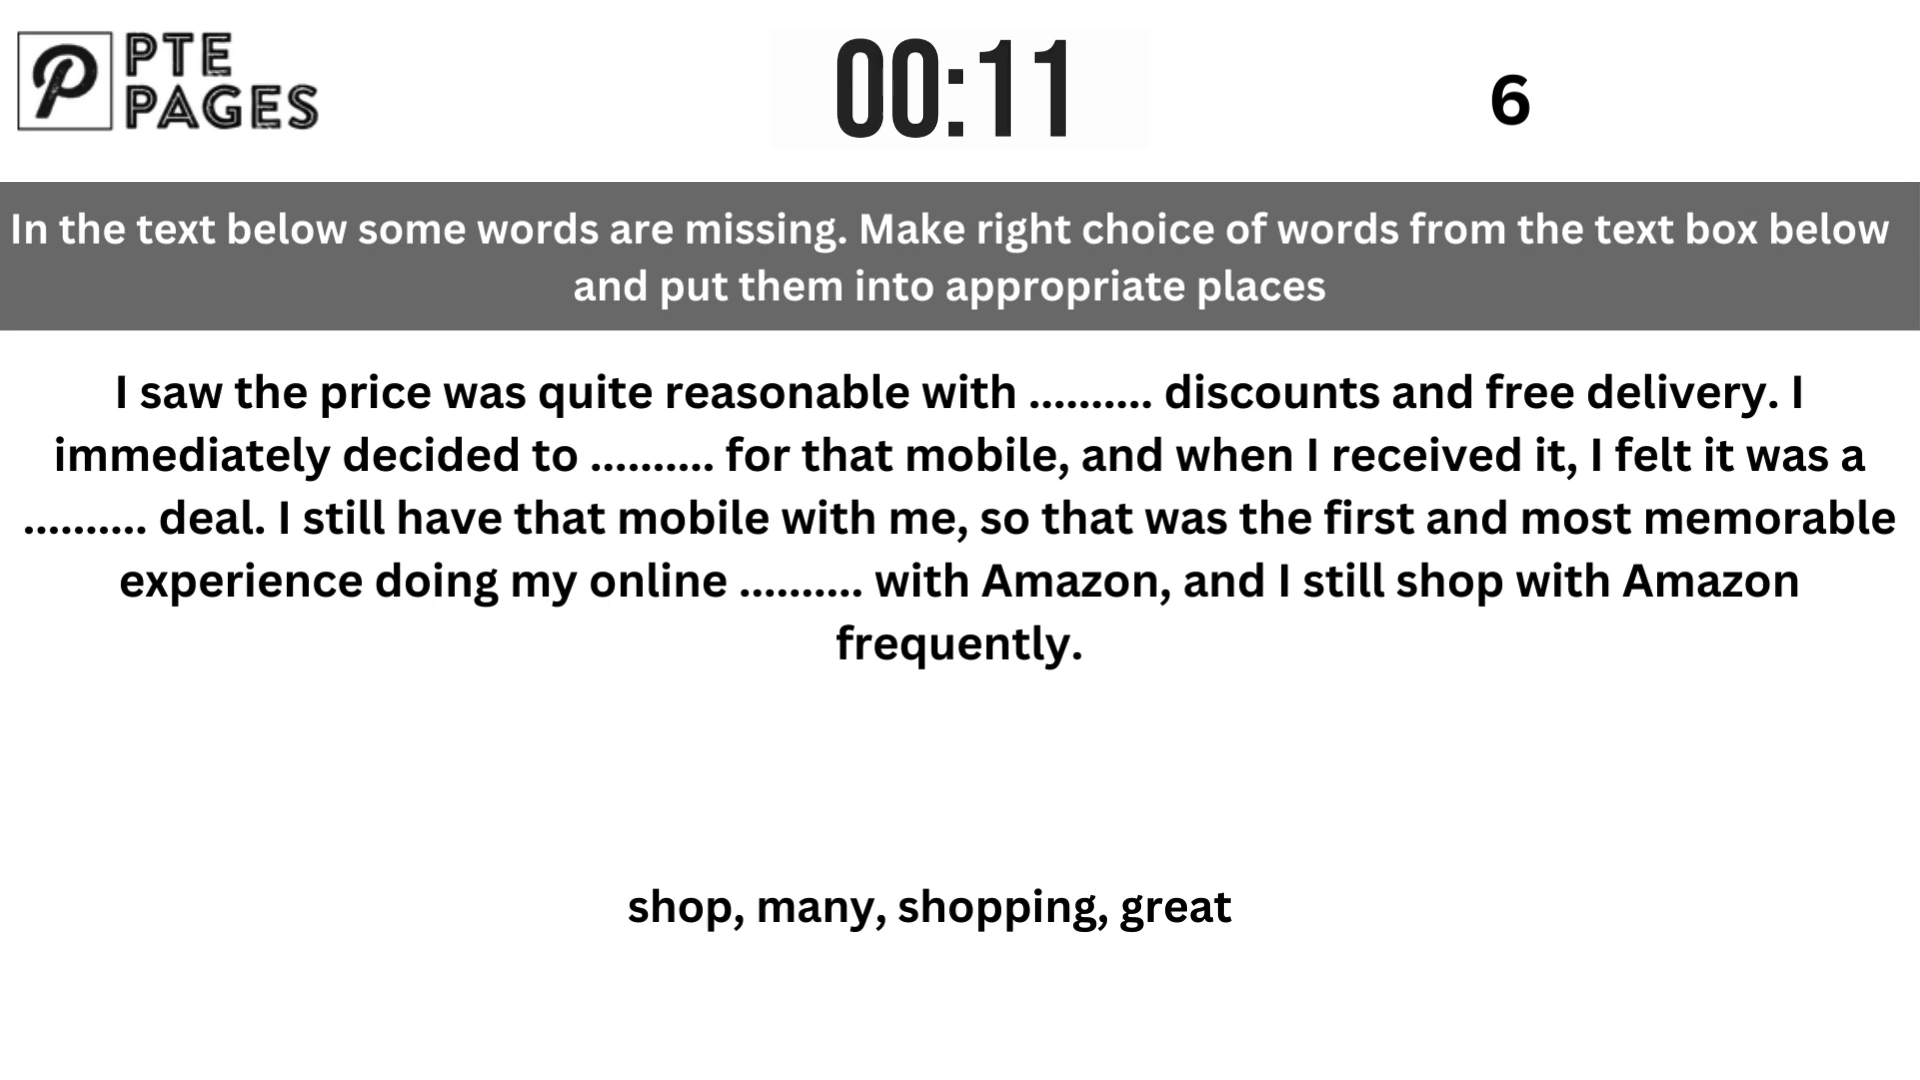 PTE
PAGES
00:11
6
In the text below some words are missing. Make right choice of words from the text box below
and put them into appropriate places
I saw the price was quite reasonable with .......... discounts and free delivery. I
immediately decided to .......... for that mobile, and when I received it, I felt it was a
.......... deal. I still have that mobile with me, so that was the first and most memorable
experience doing my online .......... with Amazon, and I still shop with Amazon
frequently.
shop, many, shopping, great